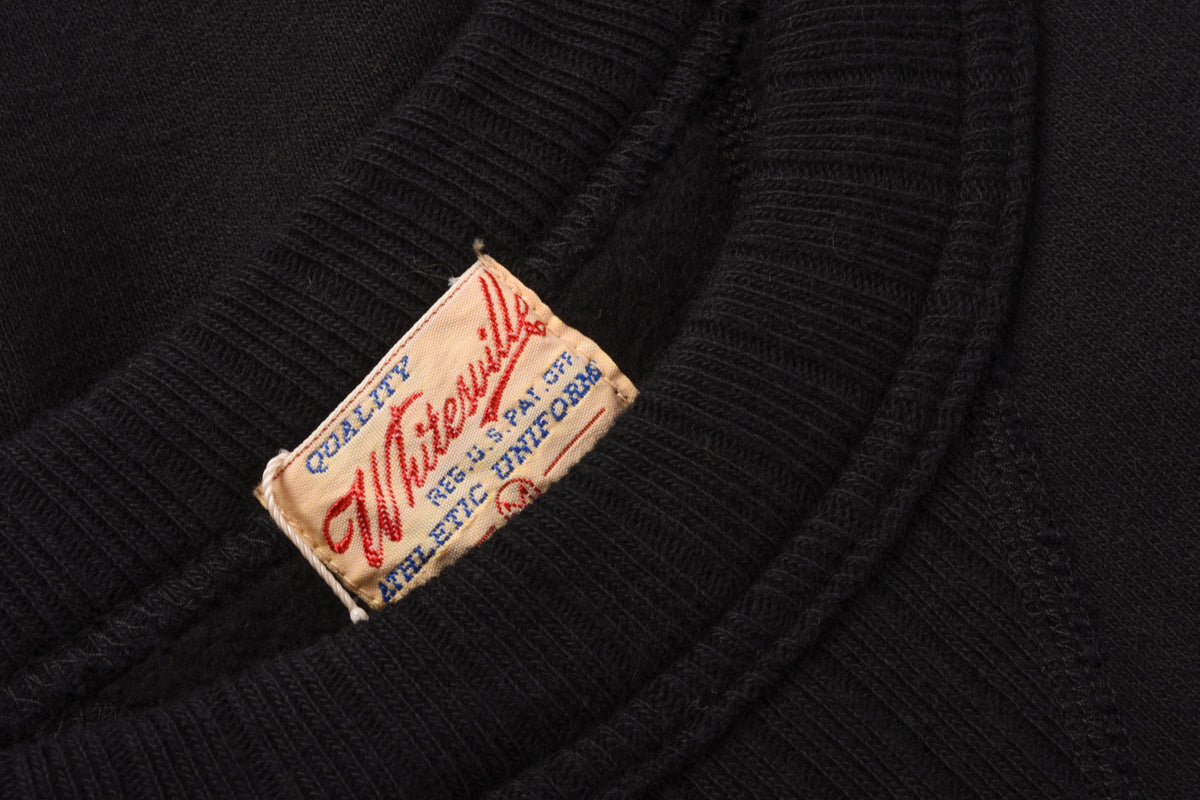 QUALITY
Whitesville
REG.U.S.PAT.OFF
ATHLETIC UNIFORMS
M